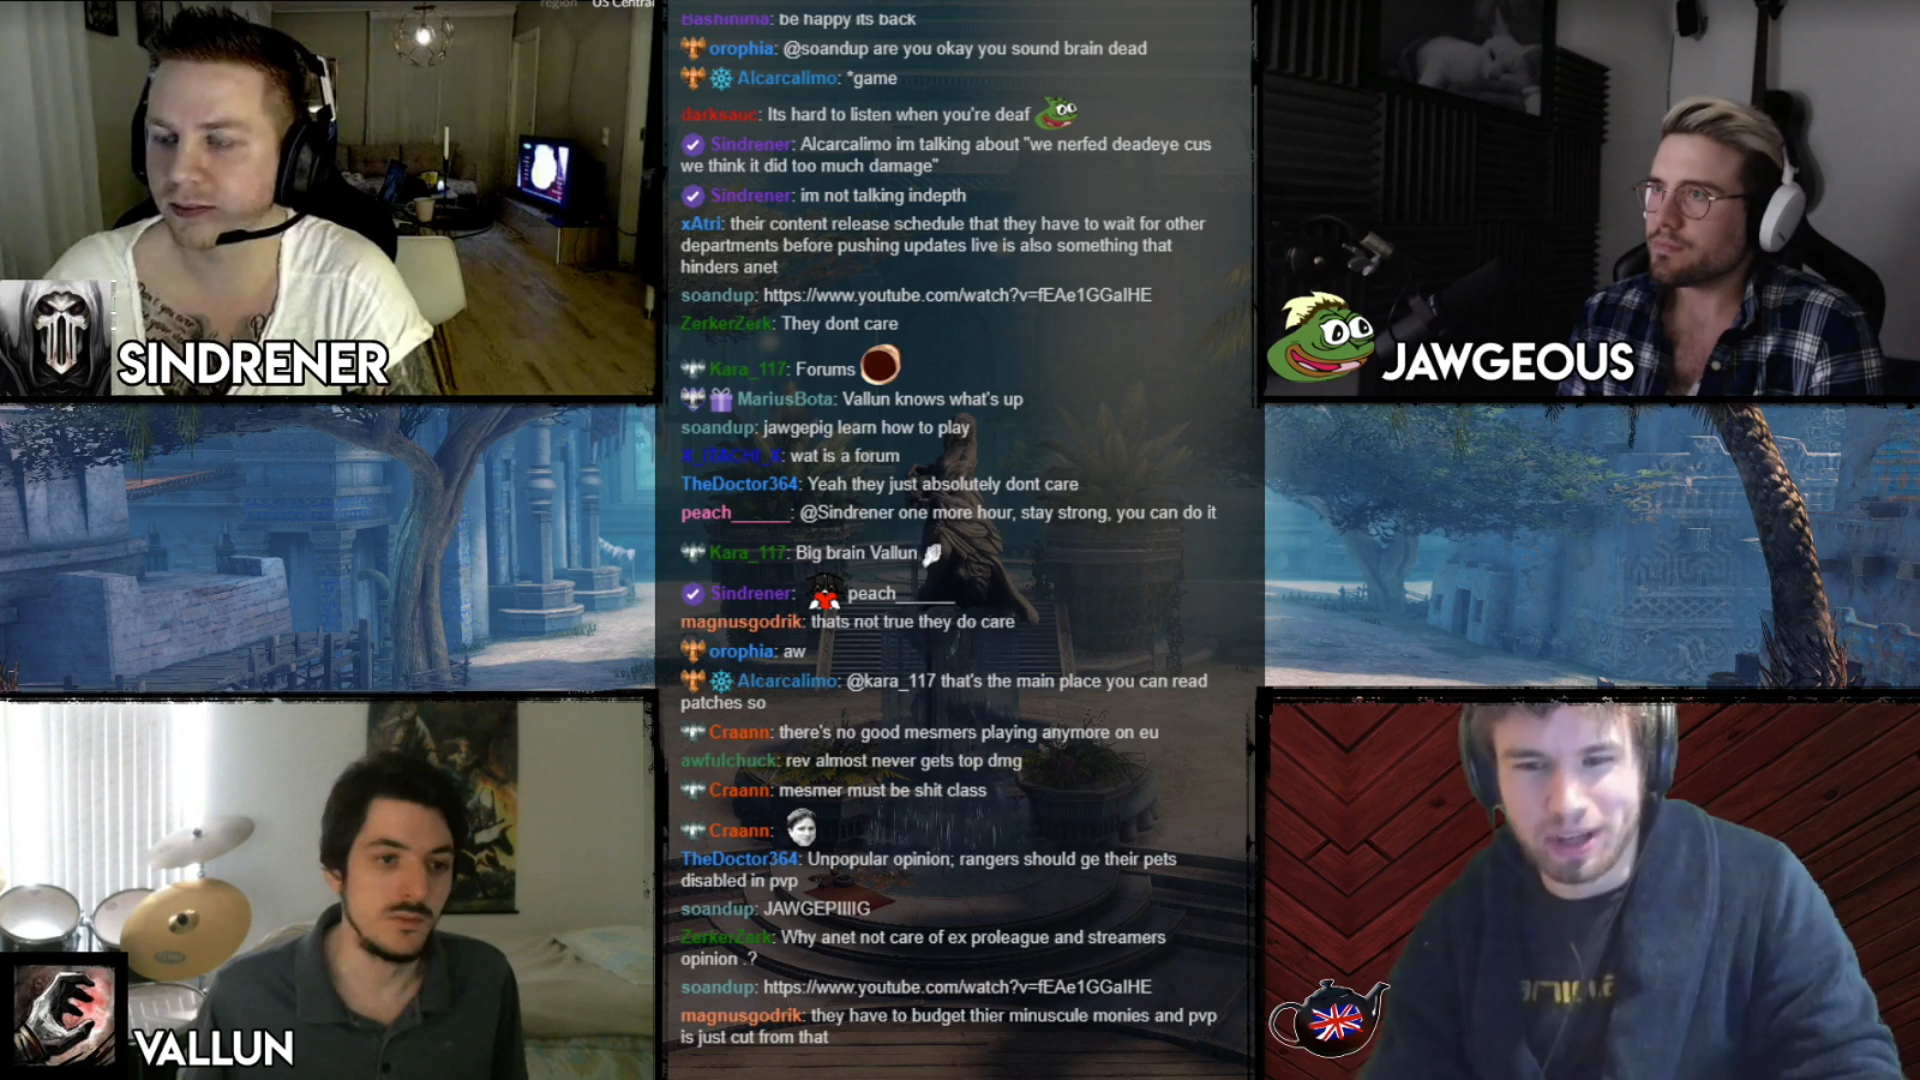 region US Central
Bashinima: be happy its back
orophia: @soandup are you okay you sound brain dead
Alcarcalimo: *game
darksauc: Its hard to listen when you're deaf
Sindrener: Alcarcalimo im talking about "we nerfed deadeye cus
we think it did too much damage"
Sindrener: im not talking indepth
xAtri: their content release schedule that they have to wait for other
departments before pushing updates live is also something that
hinders anet
soandup: https://www.youtube.com/watch?v=fEAe1GGalHE
ZerkerZerk: They dont care
Kara_117: Forums
MariusBota: Vallun knows what's up
soandup: jawgepig learn how to play
X_ITACHI_X: wat is a forum
TheDoctor364: Yeah they just absolutely dont care
peach______: @Sindrener one more hour, stay strong, you can do it
Kara_117: Big brain Vallun
Sindrener: peach______
magnusgodrik: thats not true they do care
orophia: aw
Alcarcalimo: @kara_117 that's the main place you can read
patches so
Craann: there's no good mesmers playing anymore on eu
awfulchuck: rev almost never gets top dmg
Craann: mesmer must be shit class
Craann:
TheDoctor364: Unpopular opinion; rangers should ge their pets
disabled in pvp
soandup: JAWGEPIIIIG
ZerkerZerk: Why anet not care of ex proleague and streamers
opinion .?
soandup: https://www.youtube.com/watch?v=fEAe1GGalHE
magnusgodrik: they have to budget thier minuscule monies and pvp
is just cut from that
SINDRENER
JAWGEOUS
VALLUN